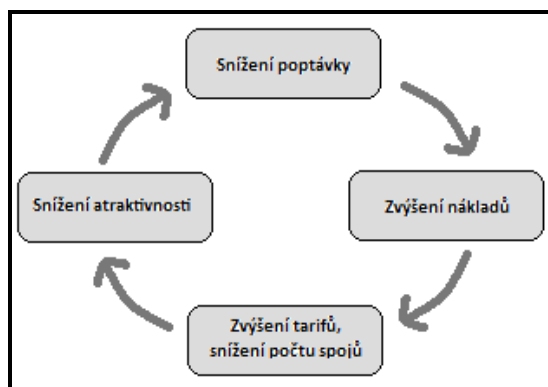 Snížení poptávky
Snížení atraktivnosti
Zvýšení nákladů
Zvýšení tarifů,
snížení počtu spojů